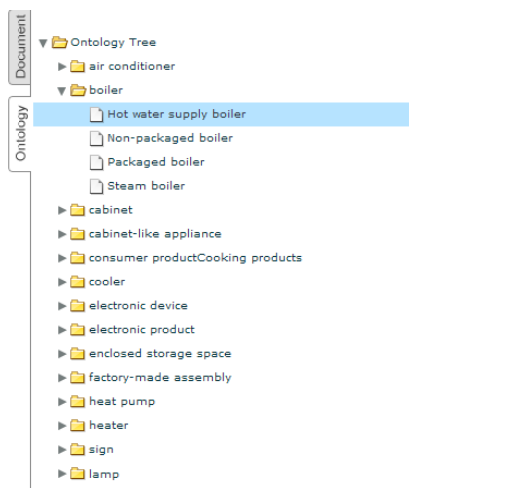 Document
Ontology
Ontology Tree
air conditioner
boiler
Hot water supply boiler
Non-packaged boiler
Packaged boiler
Steam boiler
cabinet
cabinet-like appliance
consumer productCooking products
cooler
electronic device
electronic product
enclosed storage space
factory-made assembly
heat pump
heater
sign
lamp